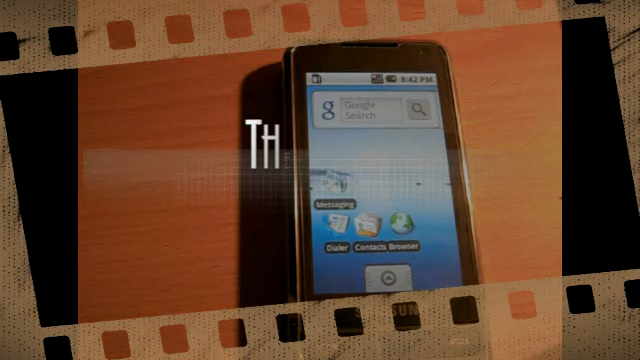 8:42 PM
g
Google
Search
TH
Messaging
Dialer
Contacts
Browser